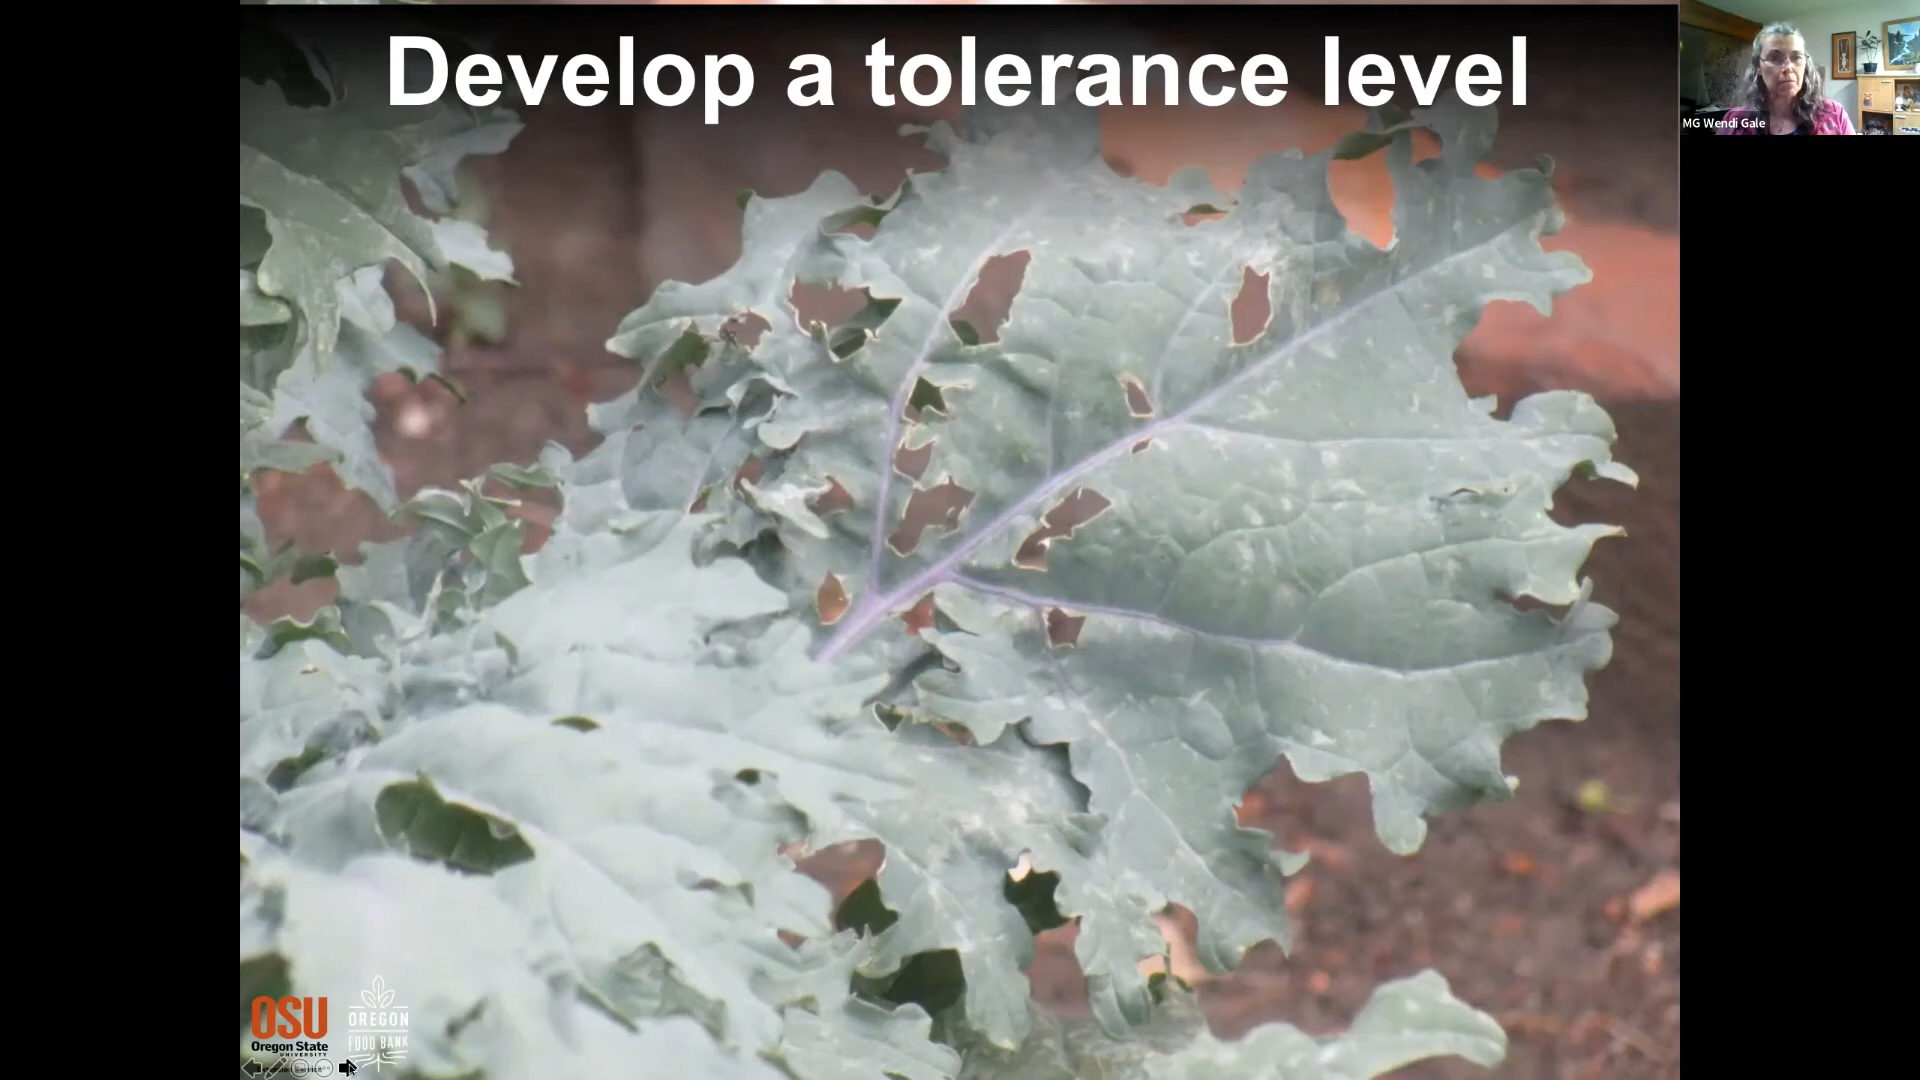 Develop a tolerance level
MG Wendi Gale
OSU
Oregon State
UNIVERSITY
OREGON
FOOD BANK